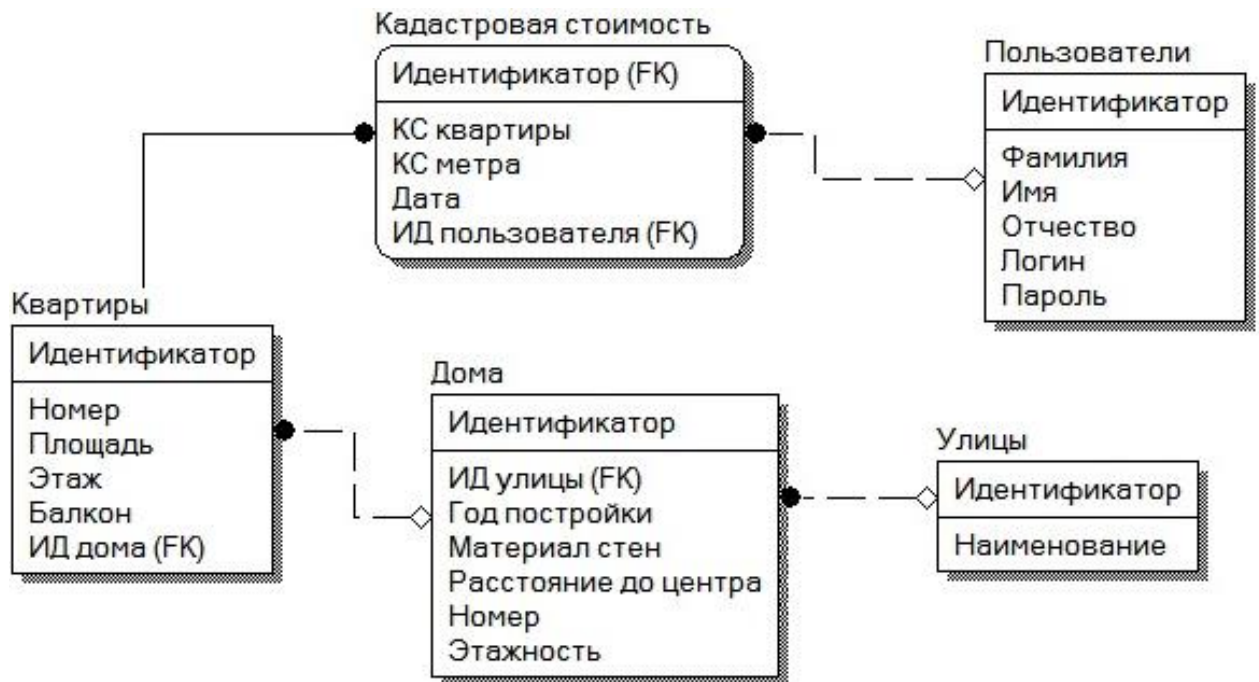 Кадастровая стоимость
Идентификатор (FK)
КС квартиры
КС метра
Дата
ИД пользователя (FK)
Пользователи
Идентификатор
Фамилия
Имя
Отчество
Логин
Пароль
Квартиры
Идентификатор
Номер
Площадь
Этаж
Балкон
ИД дома (FK)
Дома
Идентификатор
ИД улицы (FK)
Год постройки
Материал стен
Расстояние до центра
Номер
Этажность
Улицы
Идентификатор
Наименование